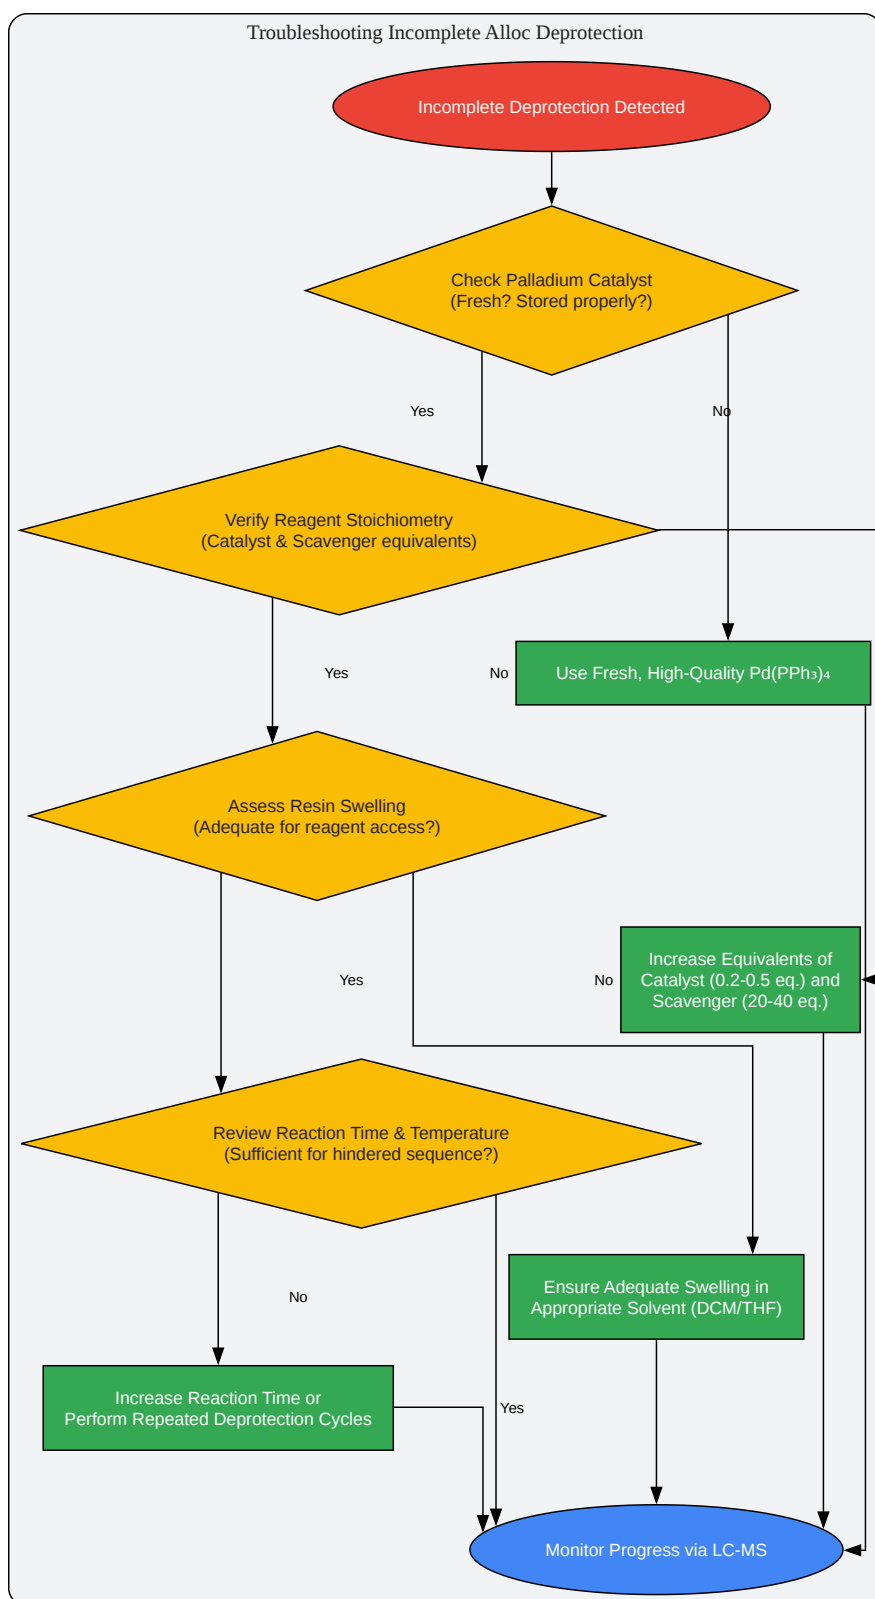 Troubleshooting Incomplete Alloc Deprotection
Incomplete Deprotection Detected
Check Palladium Catalyst
(Fresh? Stored properly?)
Yes
No
Verify Reagent Stoichiometry
(Catalyst & Scavenger equivalents)
Yes
No
Use Fresh, High-Quality Pd(PPh₃)₄
Assess Resin Swelling
(Adequate for reagent access?)
Yes
No
Increase Equivalents of
Catalyst (0.2-0.5 eq.) and
Scavenger (20-40 eq.)
Review Reaction Time & Temperature
(Sufficient for hindered sequence?)
No
Ensure Adequate Swelling in
Appropriate Solvent (DCM/THF)
Increase Reaction Time or
Perform Repeated Deprotection Cycles
Yes
Monitor Progress via LC-MS